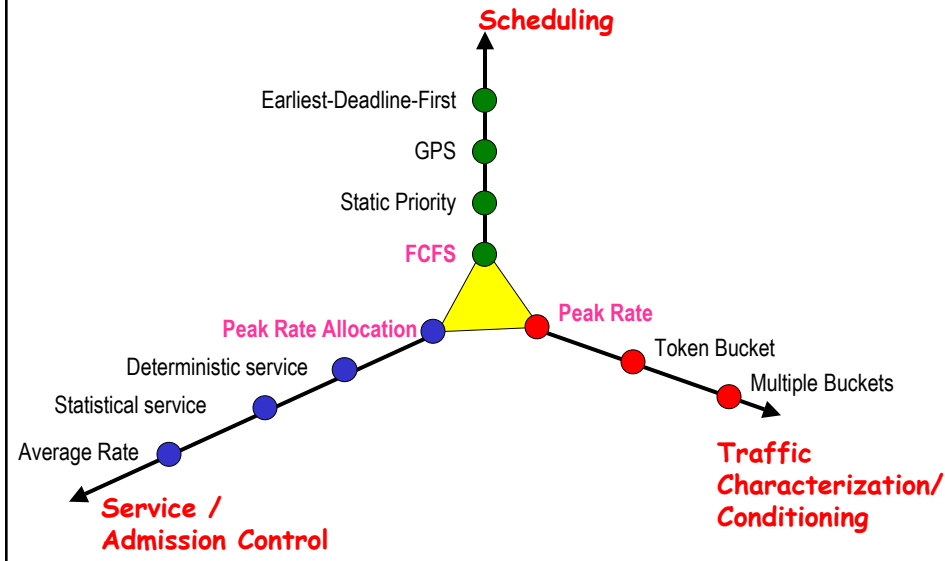 Scheduling
Earliest-Deadline-First
GPS
Static Priority
FCFS
Peak Rate Allocation
Peak Rate
Deterministic service
Token Bucket
Statistical service
Multiple Buckets
Average Rate
Traffic
Characterization/
Conditioning
Service /
Admission Control